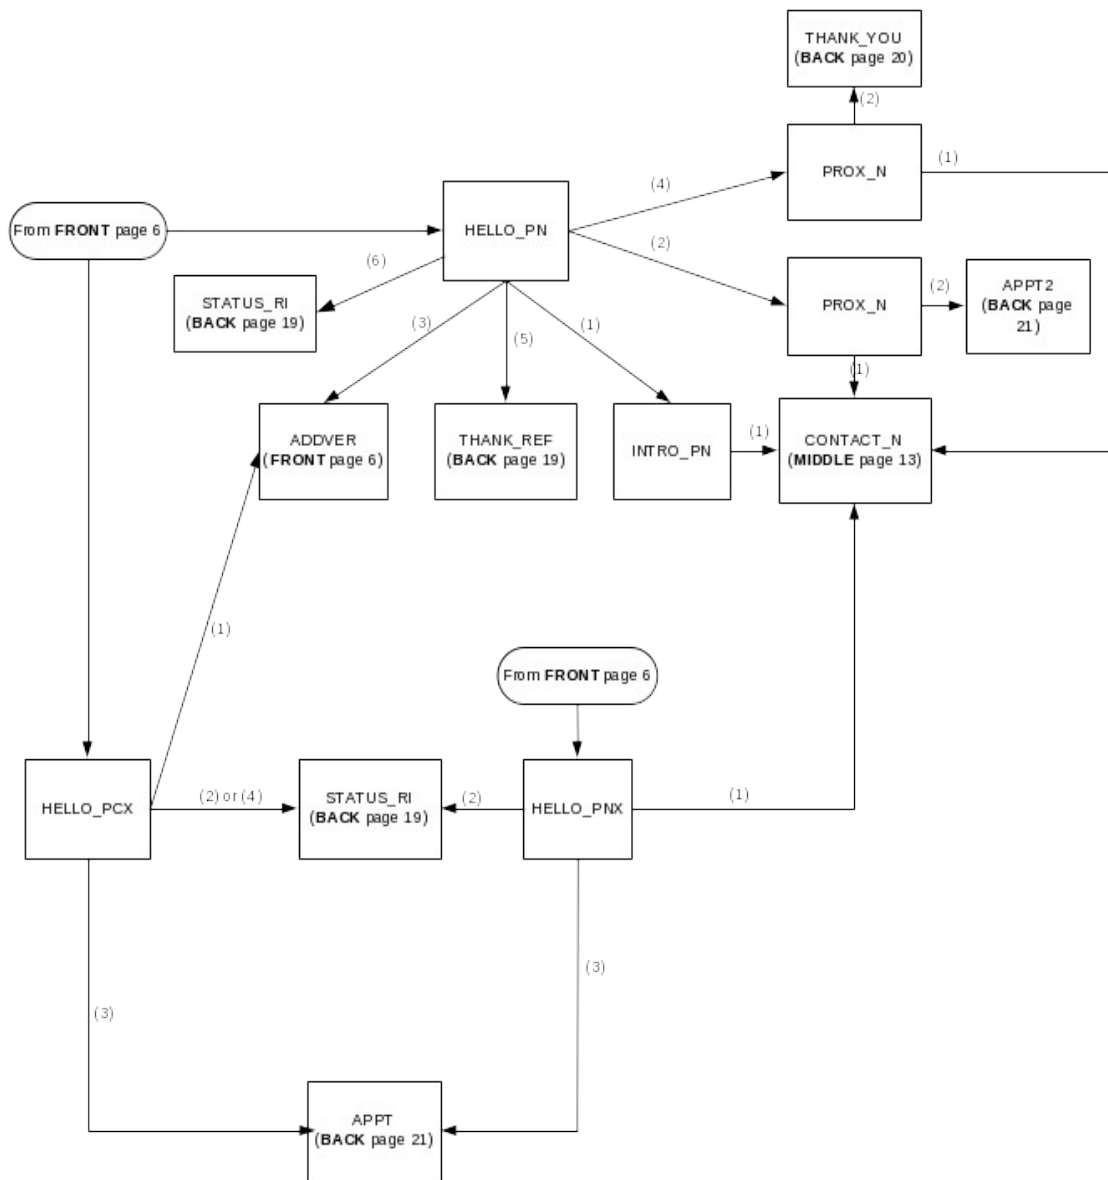 THANK_YOU
(BACK page 20)
(2)
PROX_N
(1)
(4)
From FRONT page 6
HELLO_PN
(2)
(6)
STATUS_RI
(BACK page 19)
PROX_N
(2)
APPT2
(BACK page
21)
(3)
(5)
(1)
(1)
ADDVER
(FRONT page 6)
THANK_REF
(BACK page 19)
INTRO_PN
(1)
CONTACT_N
(MIDDLE page 13)
(1)
From FRONT page 6
HELLO_PCX
(2) or (4)
STATUS_RI
(BACK page 19)
(2)
HELLO_PNX
(1)
(3)
(3)
APPT
(BACK page 21)